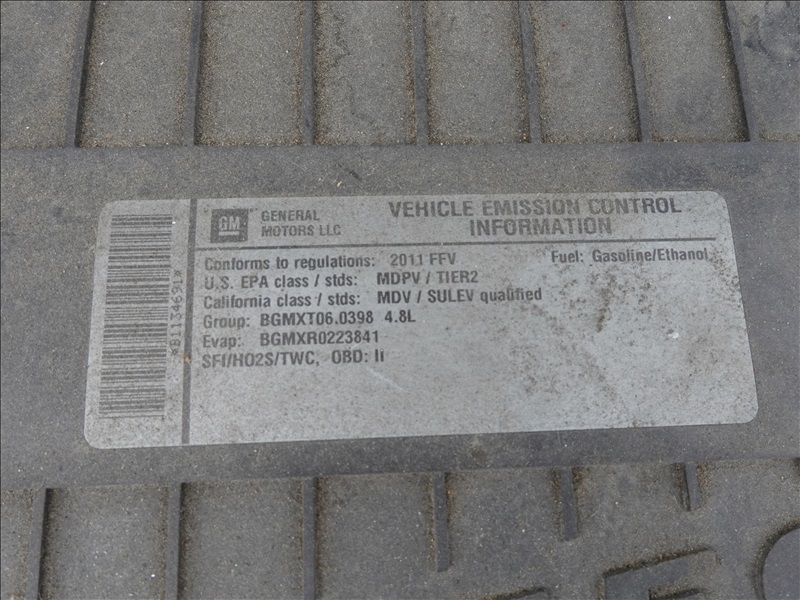 *B1134691*
GM
GENERAL MOTORS LLC
VEHICLE EMISSION CONTROL INFORMATION
Conforms to regulations: 2011 FFV Fuel: Gasoline/Ethanol
U.S. EPA class / stds: MDPV / TIER2
California class / stds: MDV / SULEV qualified
Group: BGMXT06.0398 4.8L
Evap: BGMXR0223841
SFI/HO2S/TWC, OBD: II